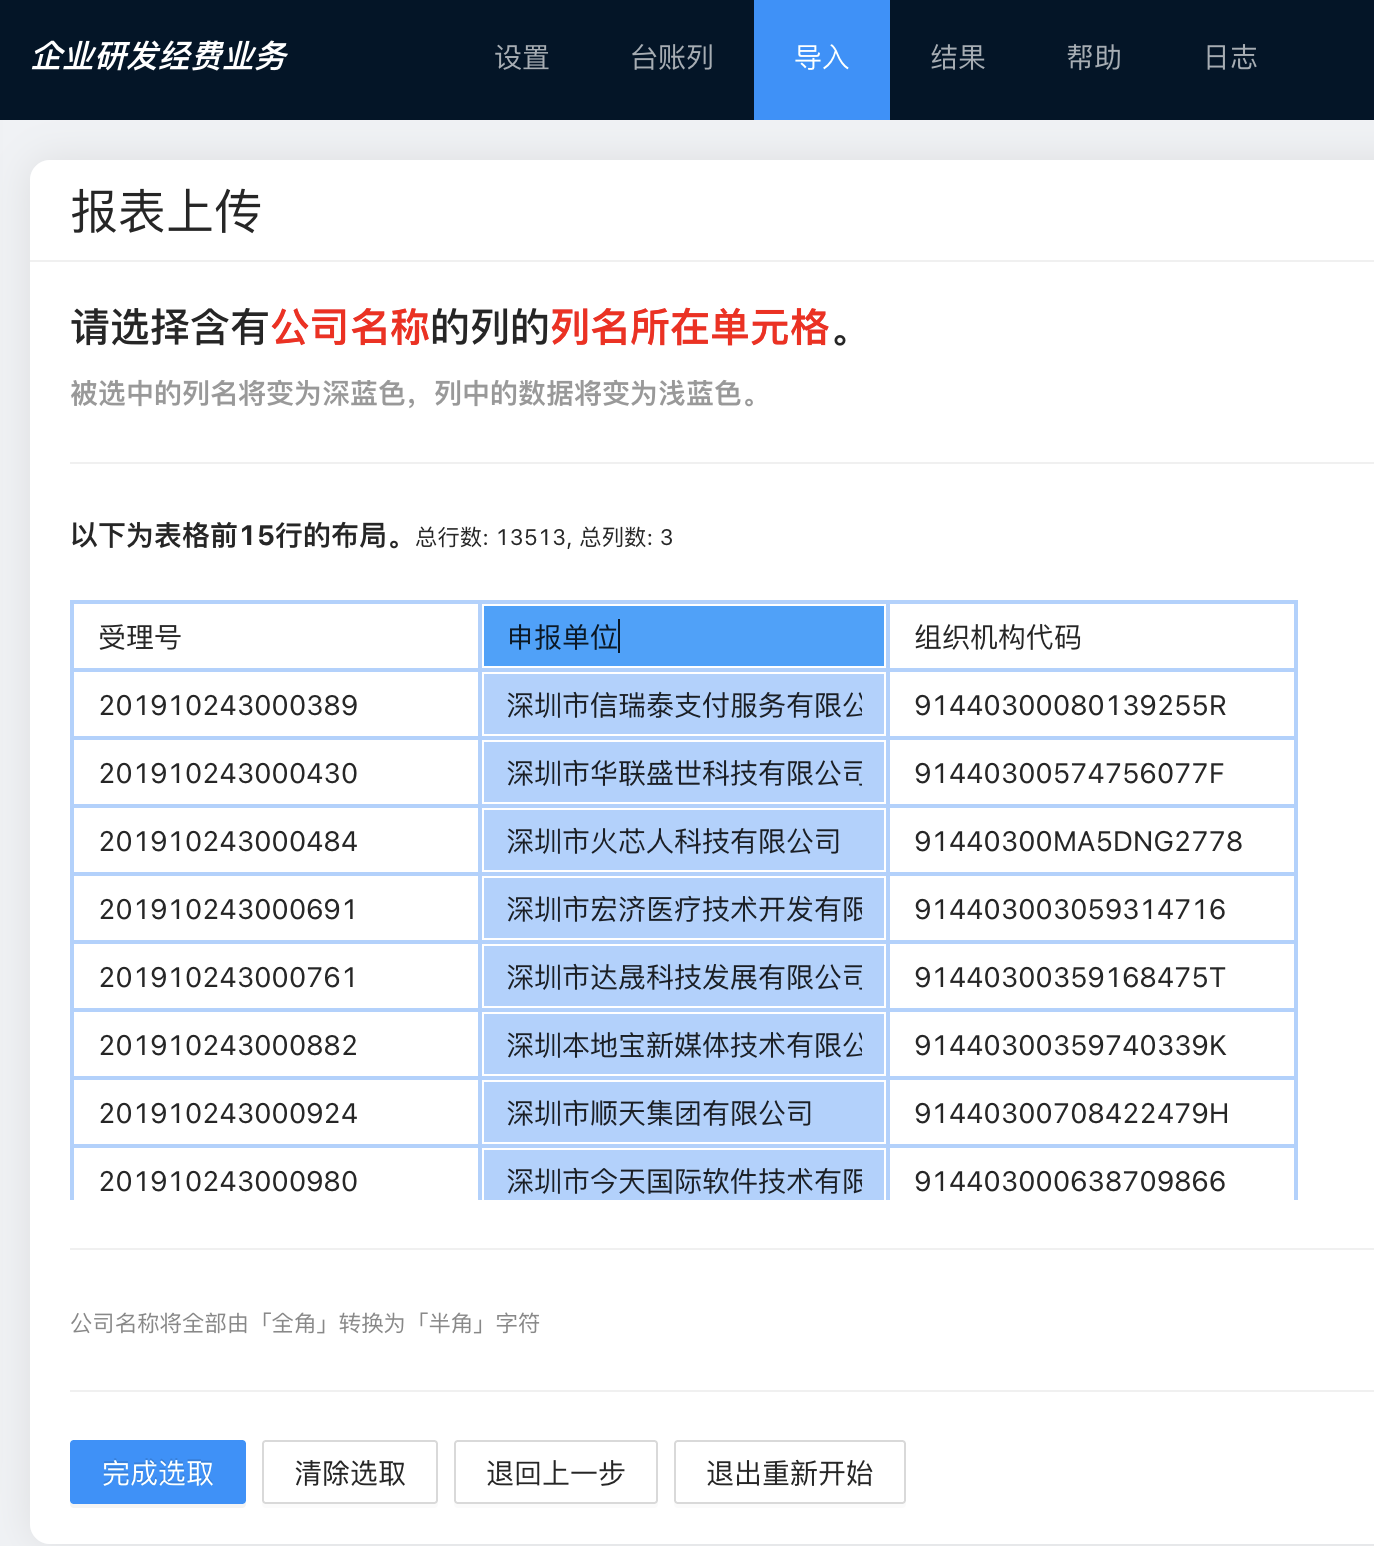 企业研发经费业务 设置 台账列 导入 结果 帮助 日志
报表上传
请选择含有公司名称的列的列名所在单元格。
被选中的列名将变为深蓝色，列中的数据将变为浅蓝色。
以下为表格前15行的布局。总行数: 13513, 总列数: 3
受理号 申报单位 组织机构代码
201910243000389 深圳市信瑞泰支付服务有限公 91440300080139255R
201910243000430 深圳市华联盛世科技有限公司 91440300574756077F
201910243000484 深圳市火芯人科技有限公司 91440300MA5DNG2778
201910243000691 深圳市宏济医疗技术开发有限 914403003059314716
201910243000761 深圳市达晟科技发展有限公司 91440300359168475T
201910243000882 深圳本地宝新媒体技术有限公 91440300359740339K
201910243000924 深圳市顺天集团有限公司 91440300708422479H
201910243000980 深圳市今天国际软件技术有限 914403000638709866
公司名称将全部由「全角」转换为「半角」字符
完成选取 清除选取 退回上一步 退出重新开始